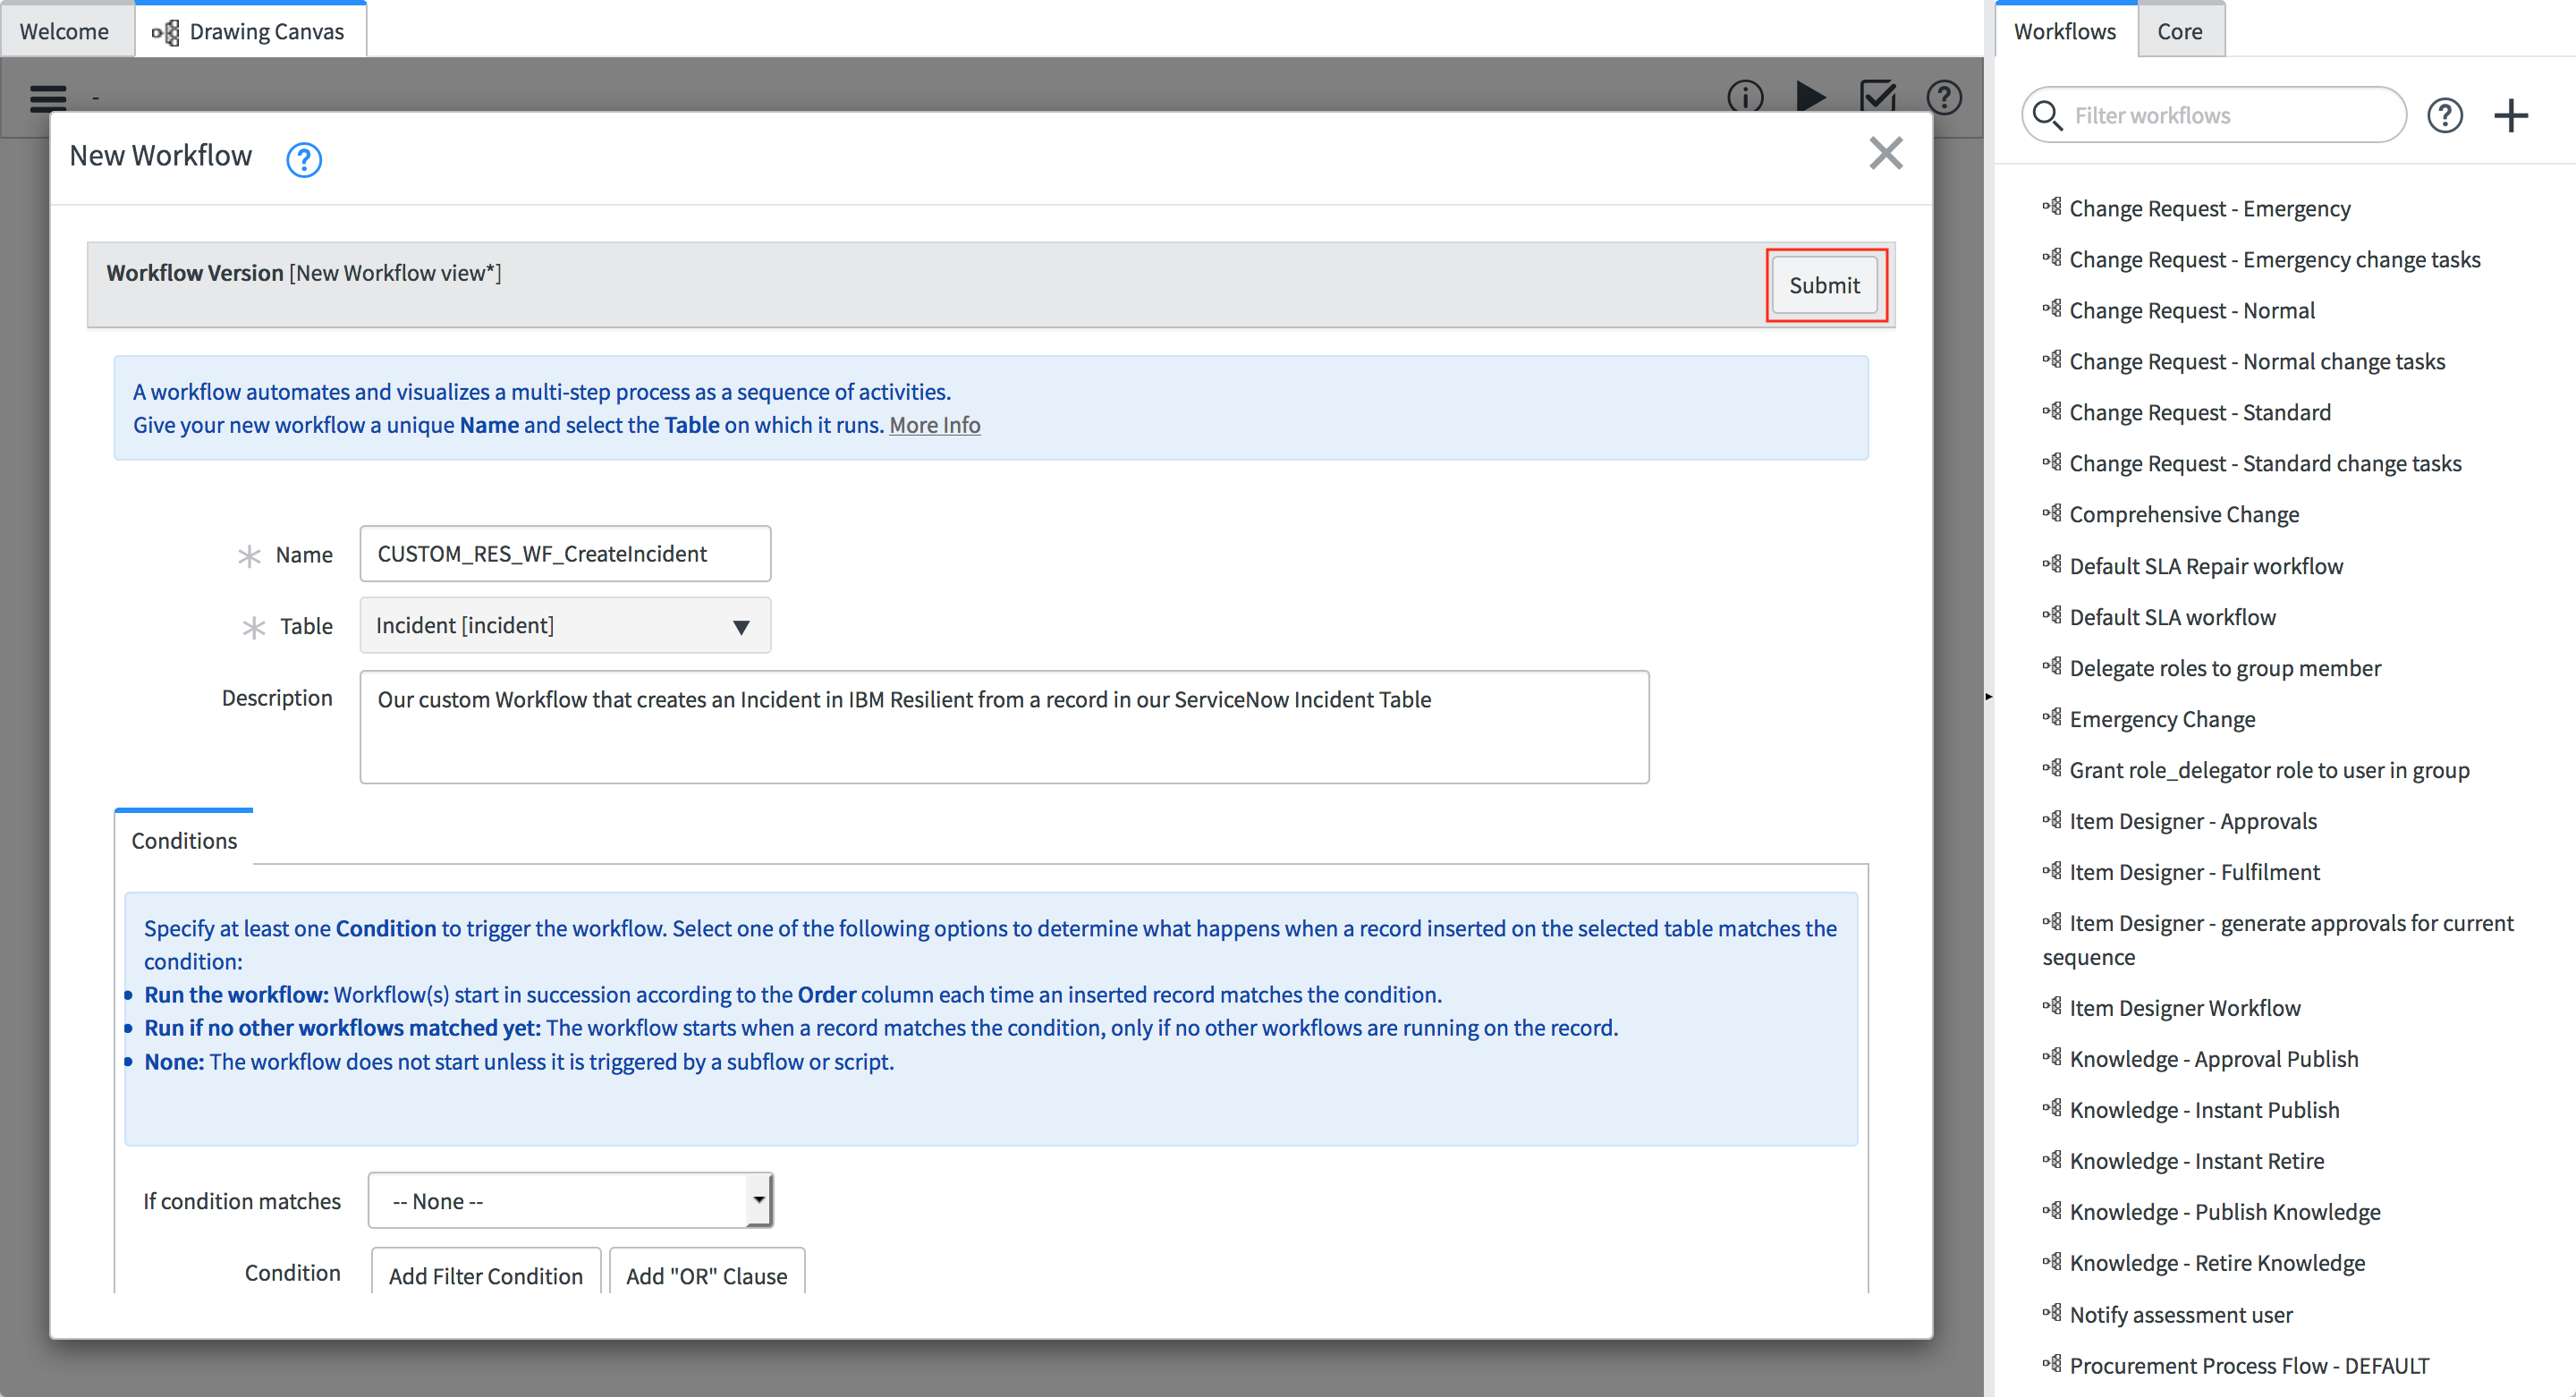 Welcome
Drawing Canvas
-
New Workflow ?
Workflow Version [New Workflow view*]
Submit
A workflow automates and visualizes a multi-step process as a sequence of activities.
Give your new workflow a unique Name and select the Table on which it runs. More Info
Name CUSTOM_RES_WF_CreateIncident
Table Incident [incident]
Description Our custom Workflow that creates an Incident in IBM Resilient from a record in our ServiceNow Incident Table
Conditions
Specify at least one Condition to trigger the workflow. Select one of the following options to determine what happens when a record inserted on the selected table matches the
condition:
• Run the workflow: Workflow(s) start in succession according to the Order column each time an inserted record matches the condition.
• Run if no other workflows matched yet: The workflow starts when a record matches the condition, only if no other workflows are running on the record.
• None: The workflow does not start unless it is triggered by a subflow or script.
If condition matches -- None --
Condition Add Filter Condition Add "OR" Clause
Workflows
Core
Filter workflows
Change Request - Emergency
Change Request - Emergency change tasks
Change Request - Normal
Change Request - Normal change tasks
Change Request - Standard
Change Request - Standard change tasks
Comprehensive Change
Default SLA Repair workflow
Default SLA workflow
Delegate roles to group member
Emergency Change
Grant role_delegator role to user in group
Item Designer - Approvals
Item Designer - Fulfilment
Item Designer - generate approvals for current
sequence
Item Designer Workflow
Knowledge - Approval Publish
Knowledge - Instant Publish
Knowledge - Instant Retire
Knowledge - Publish Knowledge
Knowledge - Retire Knowledge
Notify assessment user
Procurement Process Flow - DEFAULT